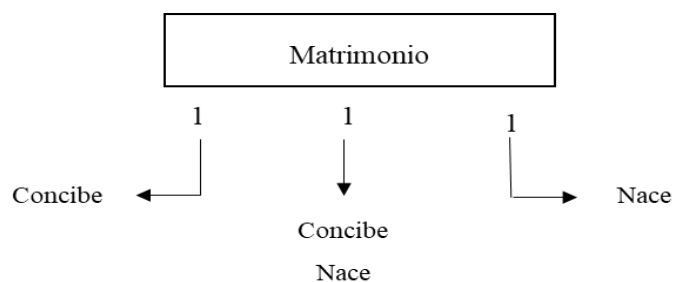 Matrimonio
1 1 1
Concibe Nace
Concibe
Nace